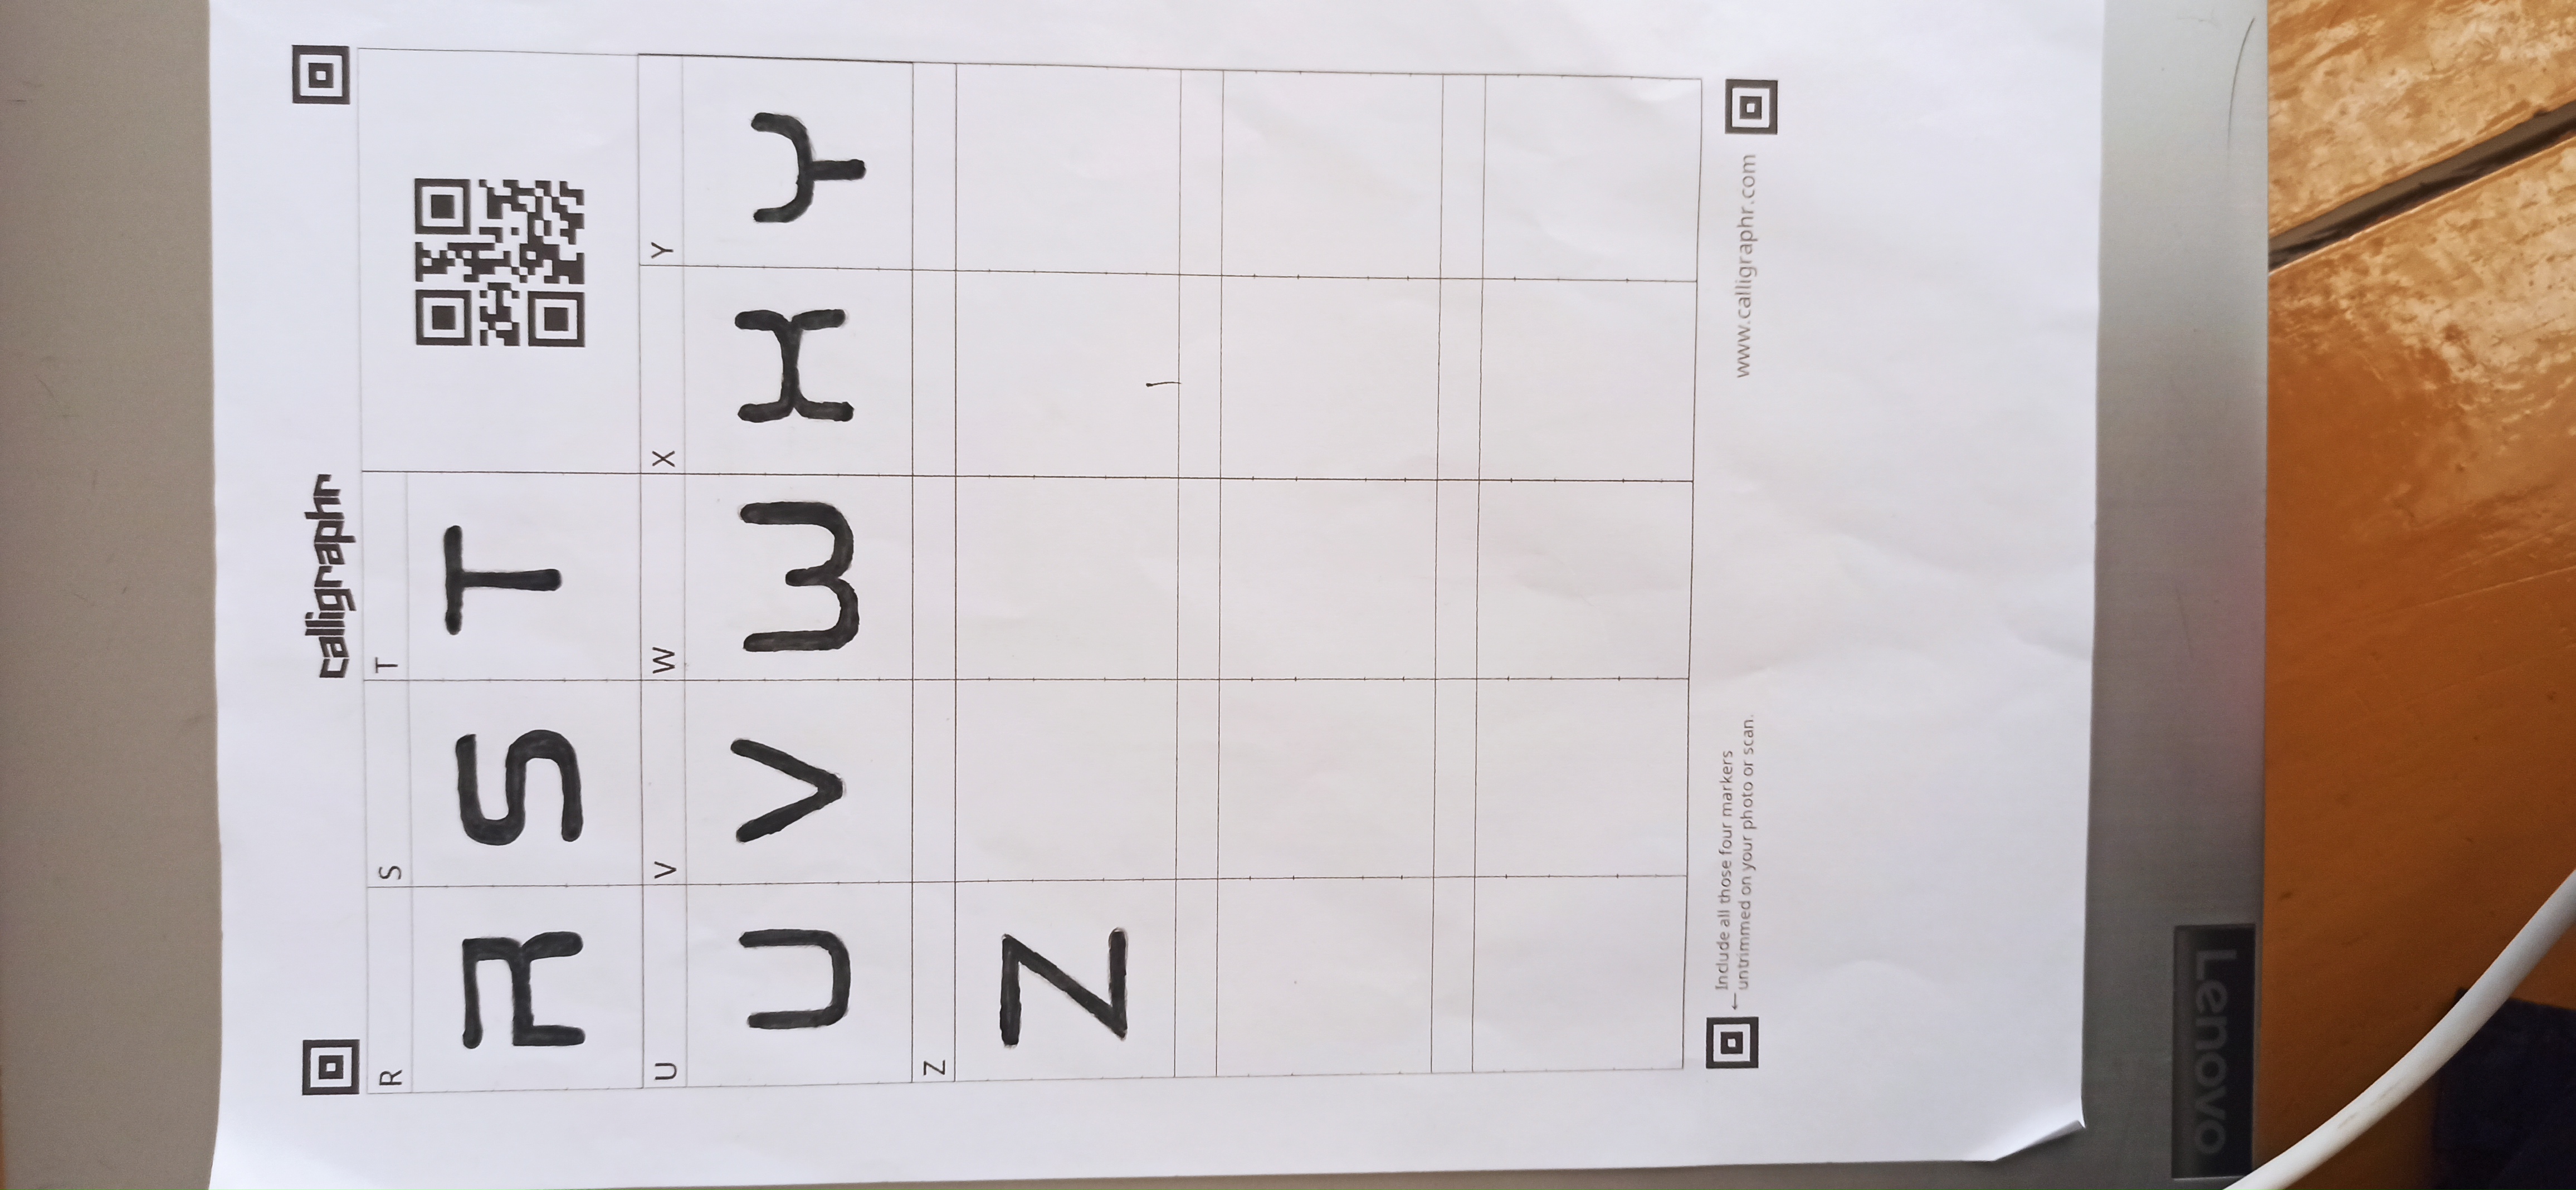 calligraphr
R S T
R S T
U V W X Y
U V W X Y
Z
Z
← Include all those four markers
untrimmed on your photo or scan.
www.calligraphr.com
Lenovo